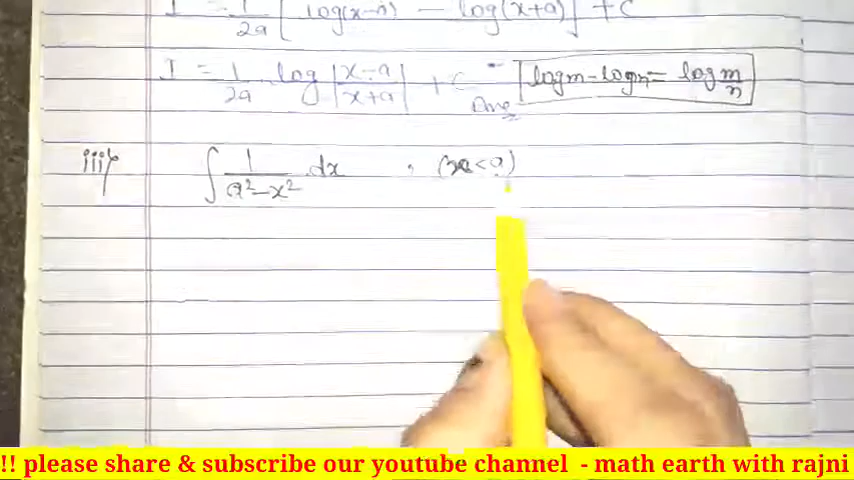 I = 1/2a [ log(x-a) - log(x+a) ] + C
I = 1/2a log |x-a/x+a| + C log m - log n = log m/n
Ans
iii) ∫ 1/a²-x² dx , (x<a)
!! please share & subscribe our youtube channel - math earth with rajni